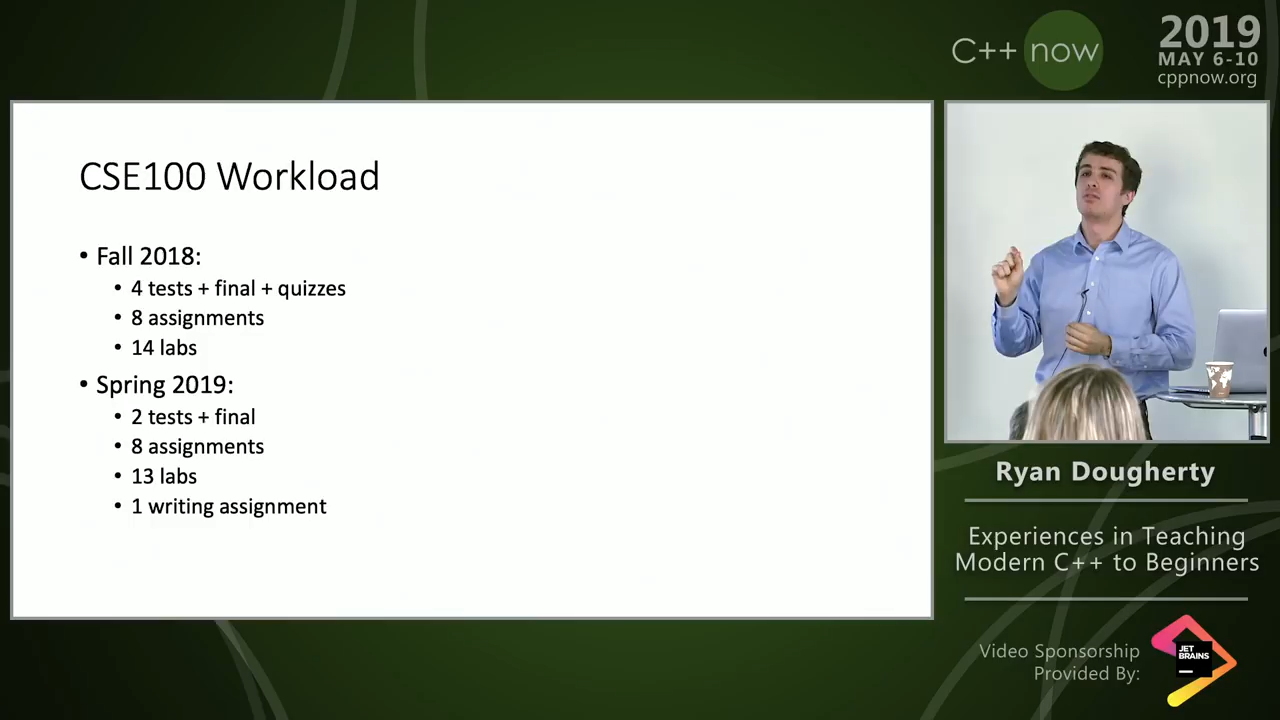 C++ now
2019
MAY 6-10
cppnow.org
CSE100 Workload
• Fall 2018:
• 4 tests + final + quizzes
• 8 assignments
• 14 labs
• Spring 2019:
• 2 tests + final
• 8 assignments
• 13 labs
• 1 writing assignment
Ryan Dougherty
Experiences in Teaching
Modern C++ to Beginners
Video Sponsorship
Provided By:
JET
BRAINS